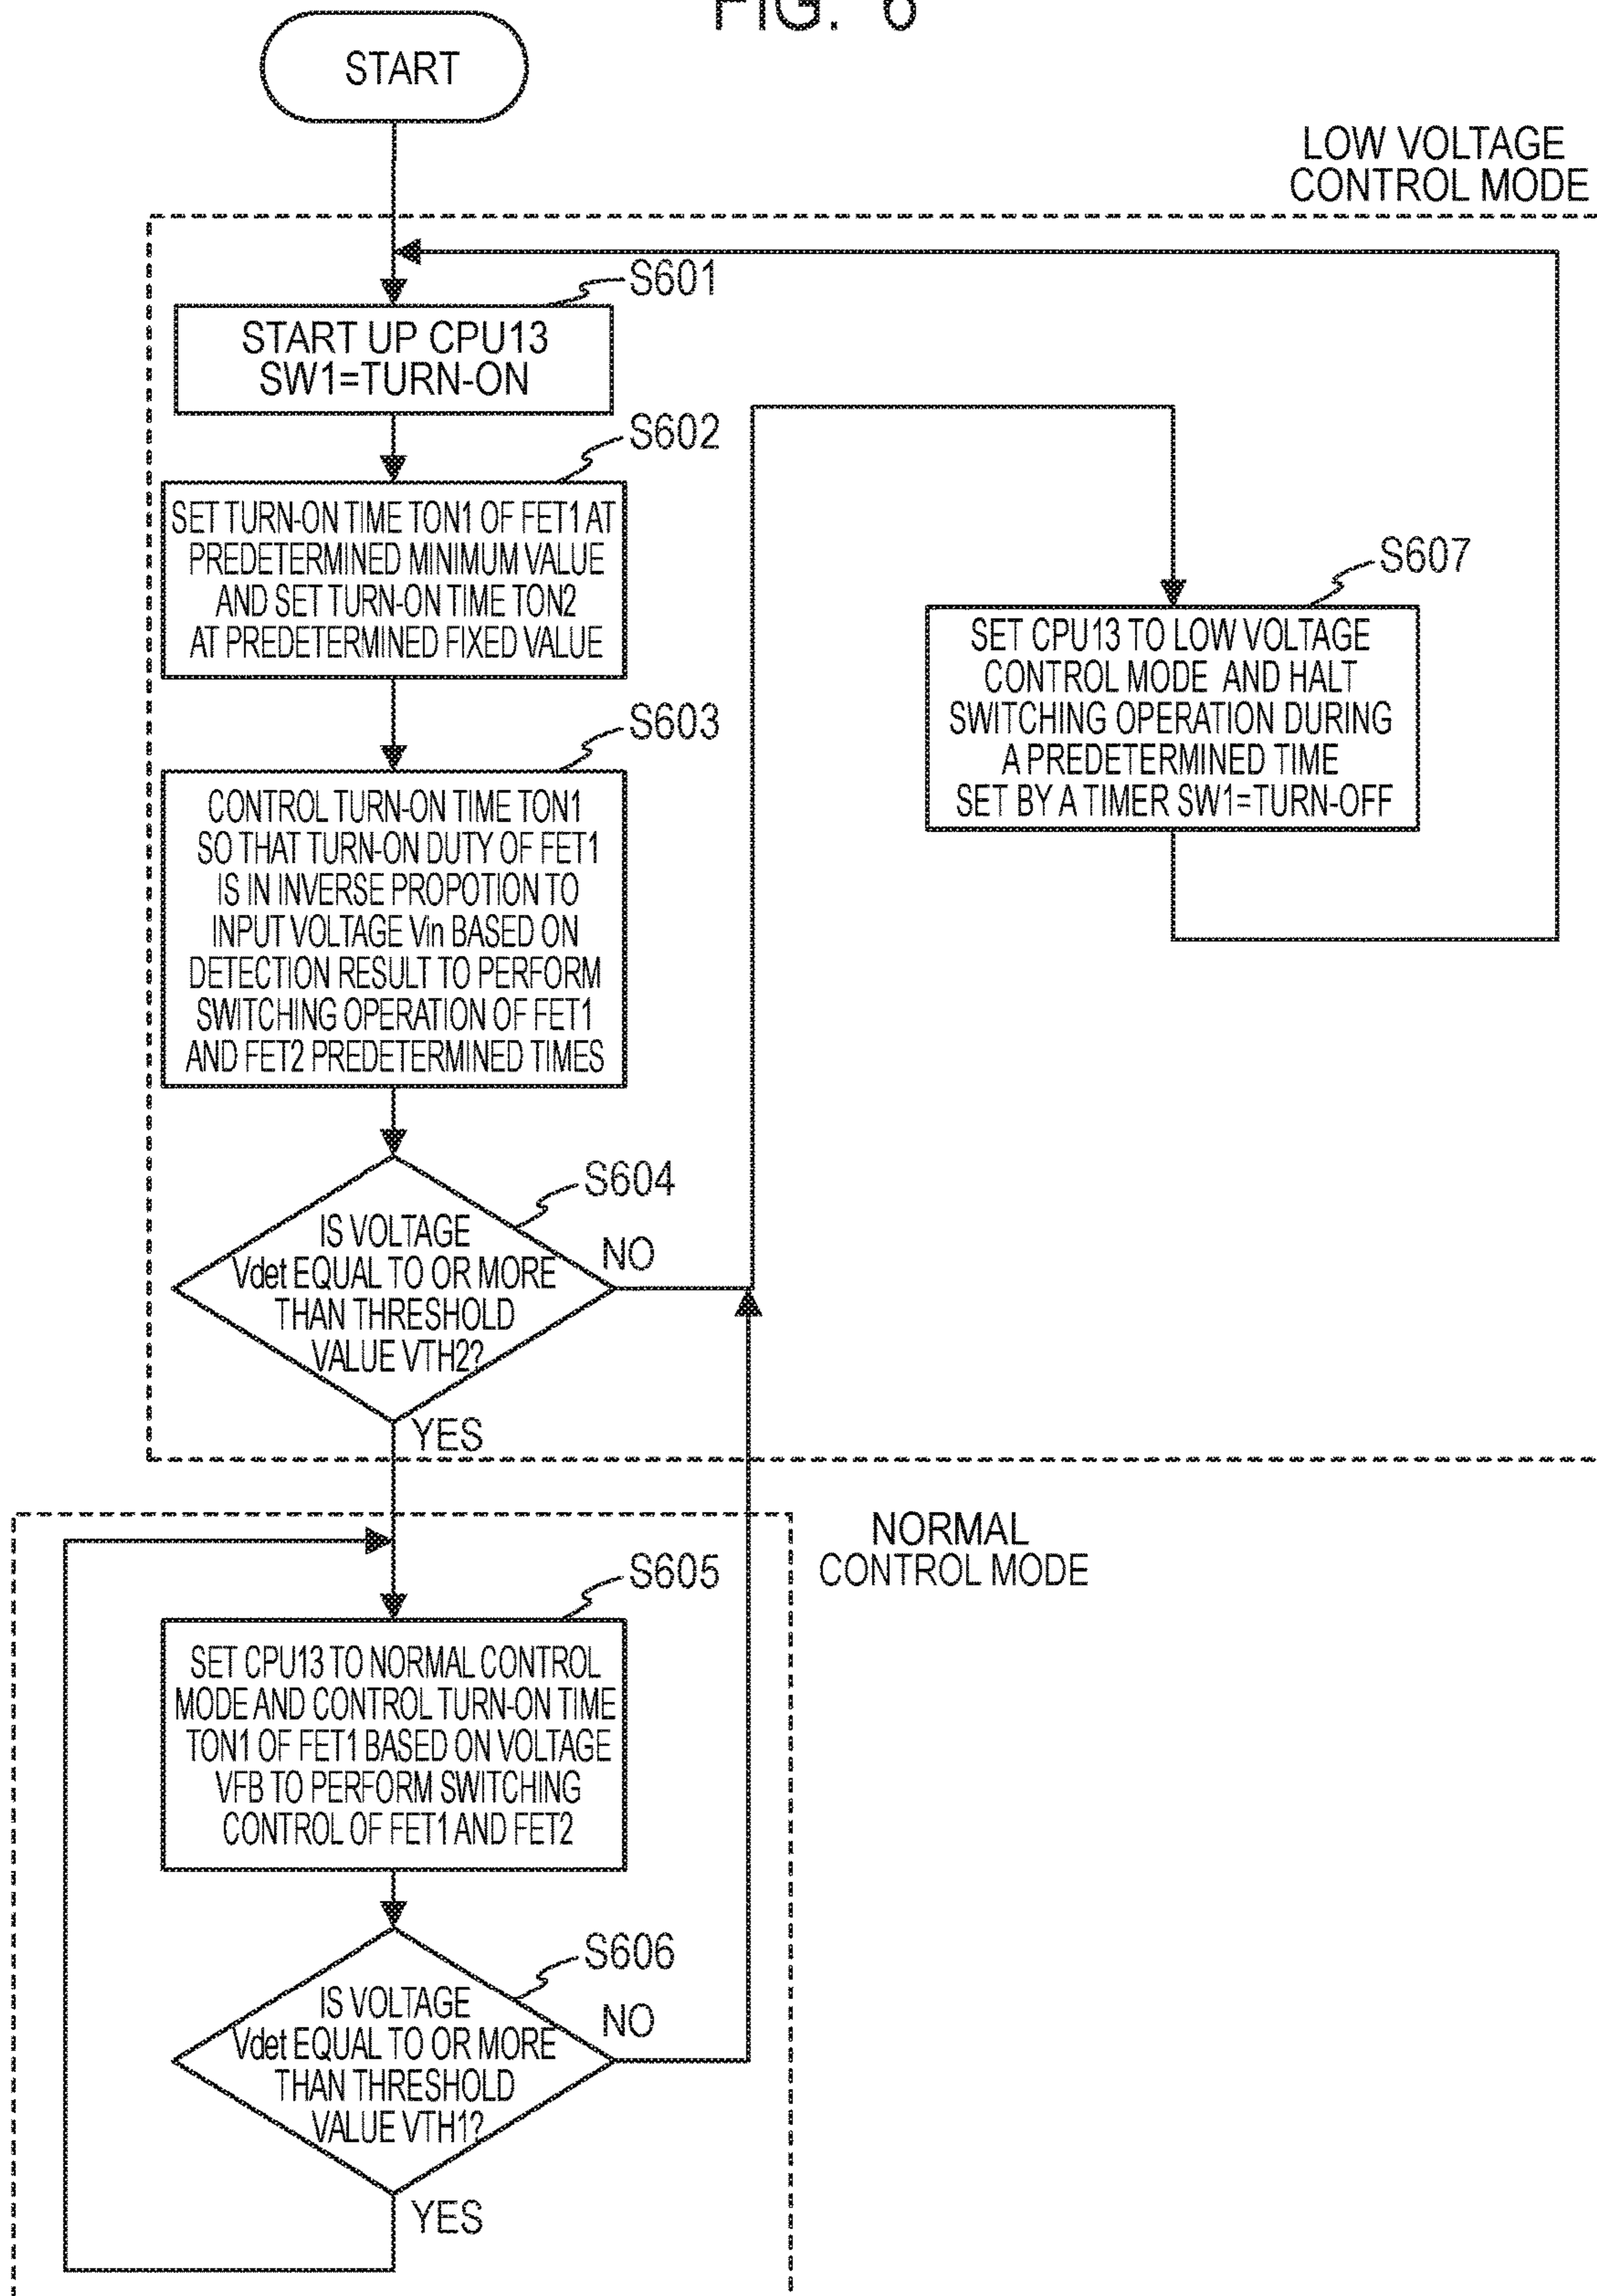 FIG. 6
START
LOW VOLTAGE
CONTROL MODE
S601
START UP CPU13
SW1=TURN-ON
S602
SET TURN-ON TIME TON1 OF FET1 AT
PREDETERMINED MINIMUM VALUE
AND SET TURN-ON TIME TON2
AT PREDETERMINED FIXED VALUE
S603
CONTROL TURN-ON TIME TON1
SO THAT TURN-ON DUTY OF FET1
IS IN INVERSE PROPOTION TO
INPUT VOLTAGE Vin BASED ON
DETECTION RESULT TO PERFORM
SWITCHING OPERATION OF FET1
AND FET2 PREDETERMINED TIMES
S604
IS VOLTAGE
Vdet EQUAL TO OR MORE
THAN THRESHOLD
VALUE VTH2?
NO
YES
S607
SET CPU13 TO LOW VOLTAGE
CONTROL MODE AND HALT
SWITCHING OPERATION DURING
A PREDETERMINED TIME
SET BY A TIMER SW1=TURN-OFF
NORMAL
CONTROL MODE
S605
SET CPU13 TO NORMAL CONTROL
MODE AND CONTROL TURN-ON TIME
TON1 OF FET1 BASED ON VOLTAGE
VFB TO PERFORM SWITCHING
CONTROL OF FET1 AND FET2
S606
IS VOLTAGE
Vdet EQUAL TO OR MORE
THAN THRESHOLD
VALUE VTH1?
NO
YES